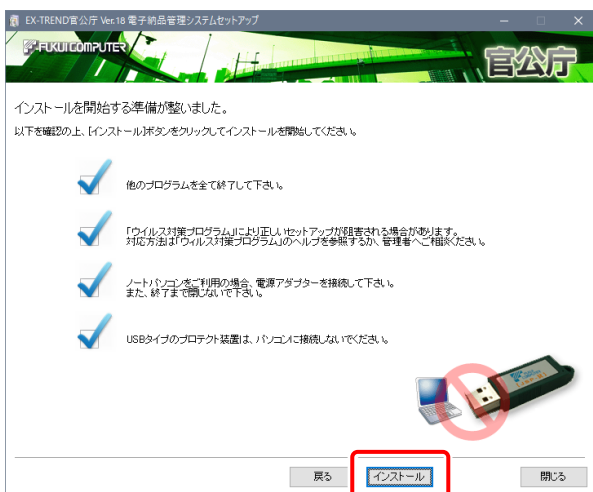 EX-TREND官公庁 Ver.18 電子納品管理システムセットアップ
FUKUI COMPUTER
官公庁
インストールを開始する準備が整いました。
以下を確認の上、[インストール]ボタンをクリックしてインストールを開始してください。
他のプログラムを全て終了して下さい。
「ウイルス対策プログラム」により正しいセットアップが阻害される場合があります。
対応方法は「ウィルス対策プログラム」のヘルプを参照するか、管理者へご相談ください。
ノートパソコンをご利用の場合、電源アダプターを接続して下さい。
また、終了まで閉じないで下さい。
USBタイプのプロテクト装置は、パソコンに接続しないでください。
戻る
インストール
閉じる